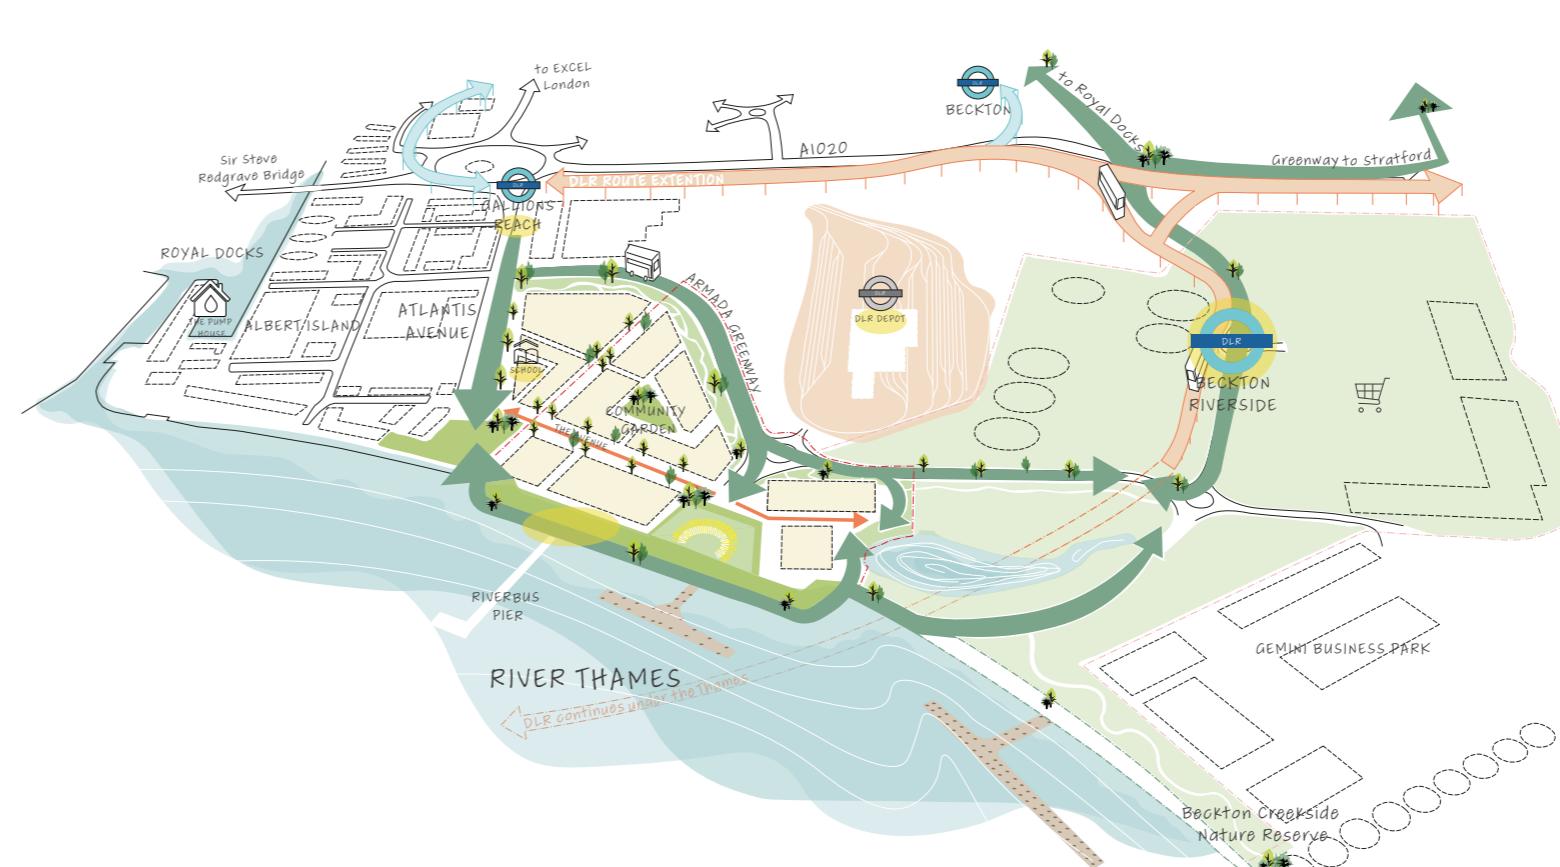 to EXCEL
London
Sir Steve
Redgrave Bridge
DLR
BECKTON
to Royal Docks
A1020
Greenway to Stratford
DLR
DLR ROUTE EXTENTION
GALLIONS
REACH
ROYAL DOCKS
THE PUMP
HOUSE
ALBERT ISLAND
ATLANTIS
AVENUE
ARMADA GREENWAY
DLR
DLR DEPOT
DLR
BECKTON
RIVERSIDE
SCHOOL
COMMUNITY
GARDEN
THE AVENUE
RIVERBUS
PIER
RIVER THAMES
DLR continues under the Thames
GEMINI BUSINESS PARK
Beckton Creekside
Nature Reserve